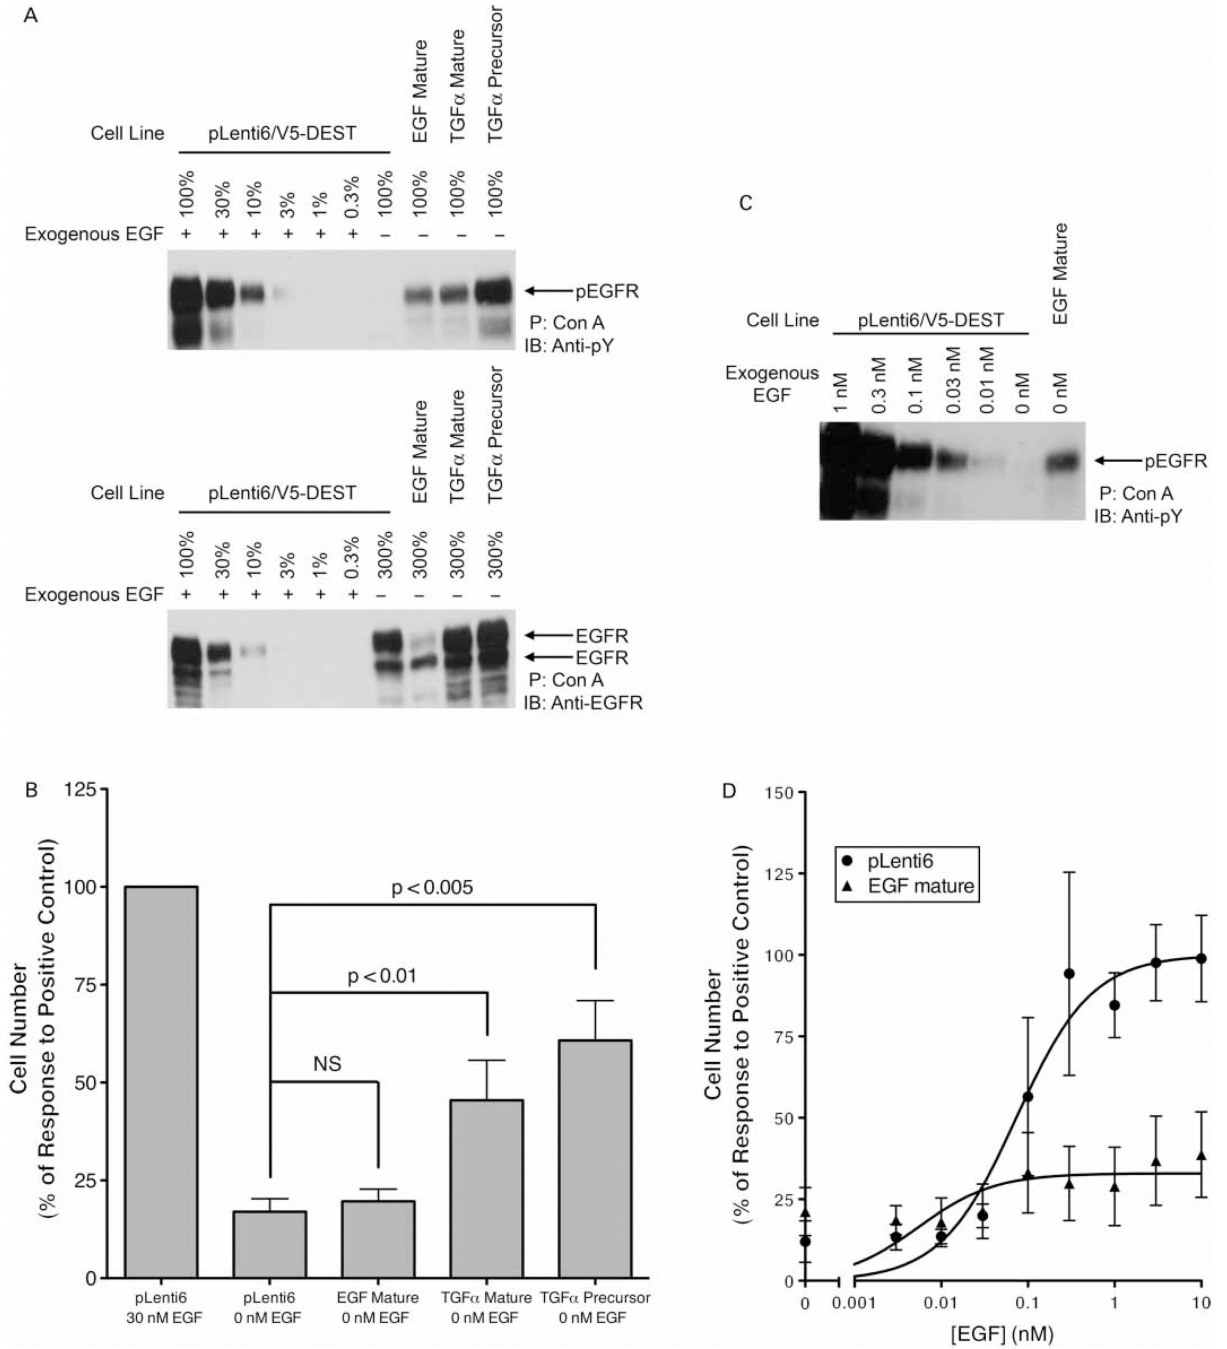 A
Cell Line pLenti6/V5-DEST EGF Mature TGFα Mature TGFα Precursor
100% 30% 10% 3% 1% 0.3% 100% 100% 100% 100%
Exogenous EGF + + + + + + – – – –
pEGFR
P: Con A
IB: Anti-pY
Cell Line pLenti6/V5-DEST EGF Mature TGFα Mature TGFα Precursor
100% 30% 10% 3% 1% 0.3% 300% 300% 300% 300%
Exogenous EGF + + + + + + – – – –
EGFR
EGFR
P: Con A
IB: Anti-EGFR
C
Cell Line pLenti6/V5-DEST EGF Mature
Exogenous
EGF
1 nM 0.3 nM 0.1 nM 0.03 nM 0.01 nM 0 nM 0 nM
pEGFR
P: Con A
IB: Anti-pY
B
Cell Number
(% of Response to Positive Control)
125
100
75
50
25
0
p < 0.005
p < 0.01
NS
pLenti6 pLenti6 EGF Mature TGFα Mature TGFα Precursor
30 nM EGF 0 nM EGF 0 nM EGF 0 nM EGF 0 nM EGF
D
Cell Number
(% of Response to Positive Control)
150
125
100
75
50
25
0
pLenti6
EGF mature
0 0.001 0.01 0.1 1 10
[EGF] (nM)